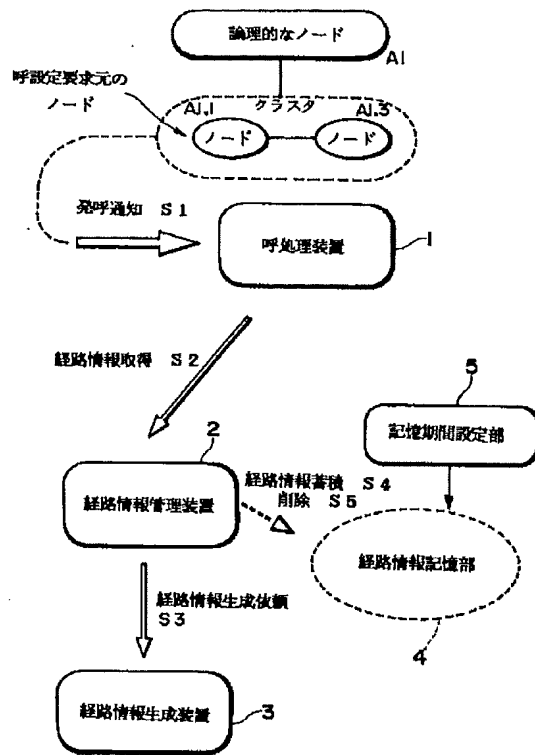 論理的なノード
A1
呼設定要求元の
ノード
A1.1
クラスタ
A1.3
ノード
ノード
発呼通知 S1
呼処理装置
1
経路情報取得 S2
5
記憶期間設定部
2
経路情報管理装置
経路情報蓄積 S4
削除 S5
経路情報記憶部
4
経路情報生成依頼
S3
経路情報生成装置
3